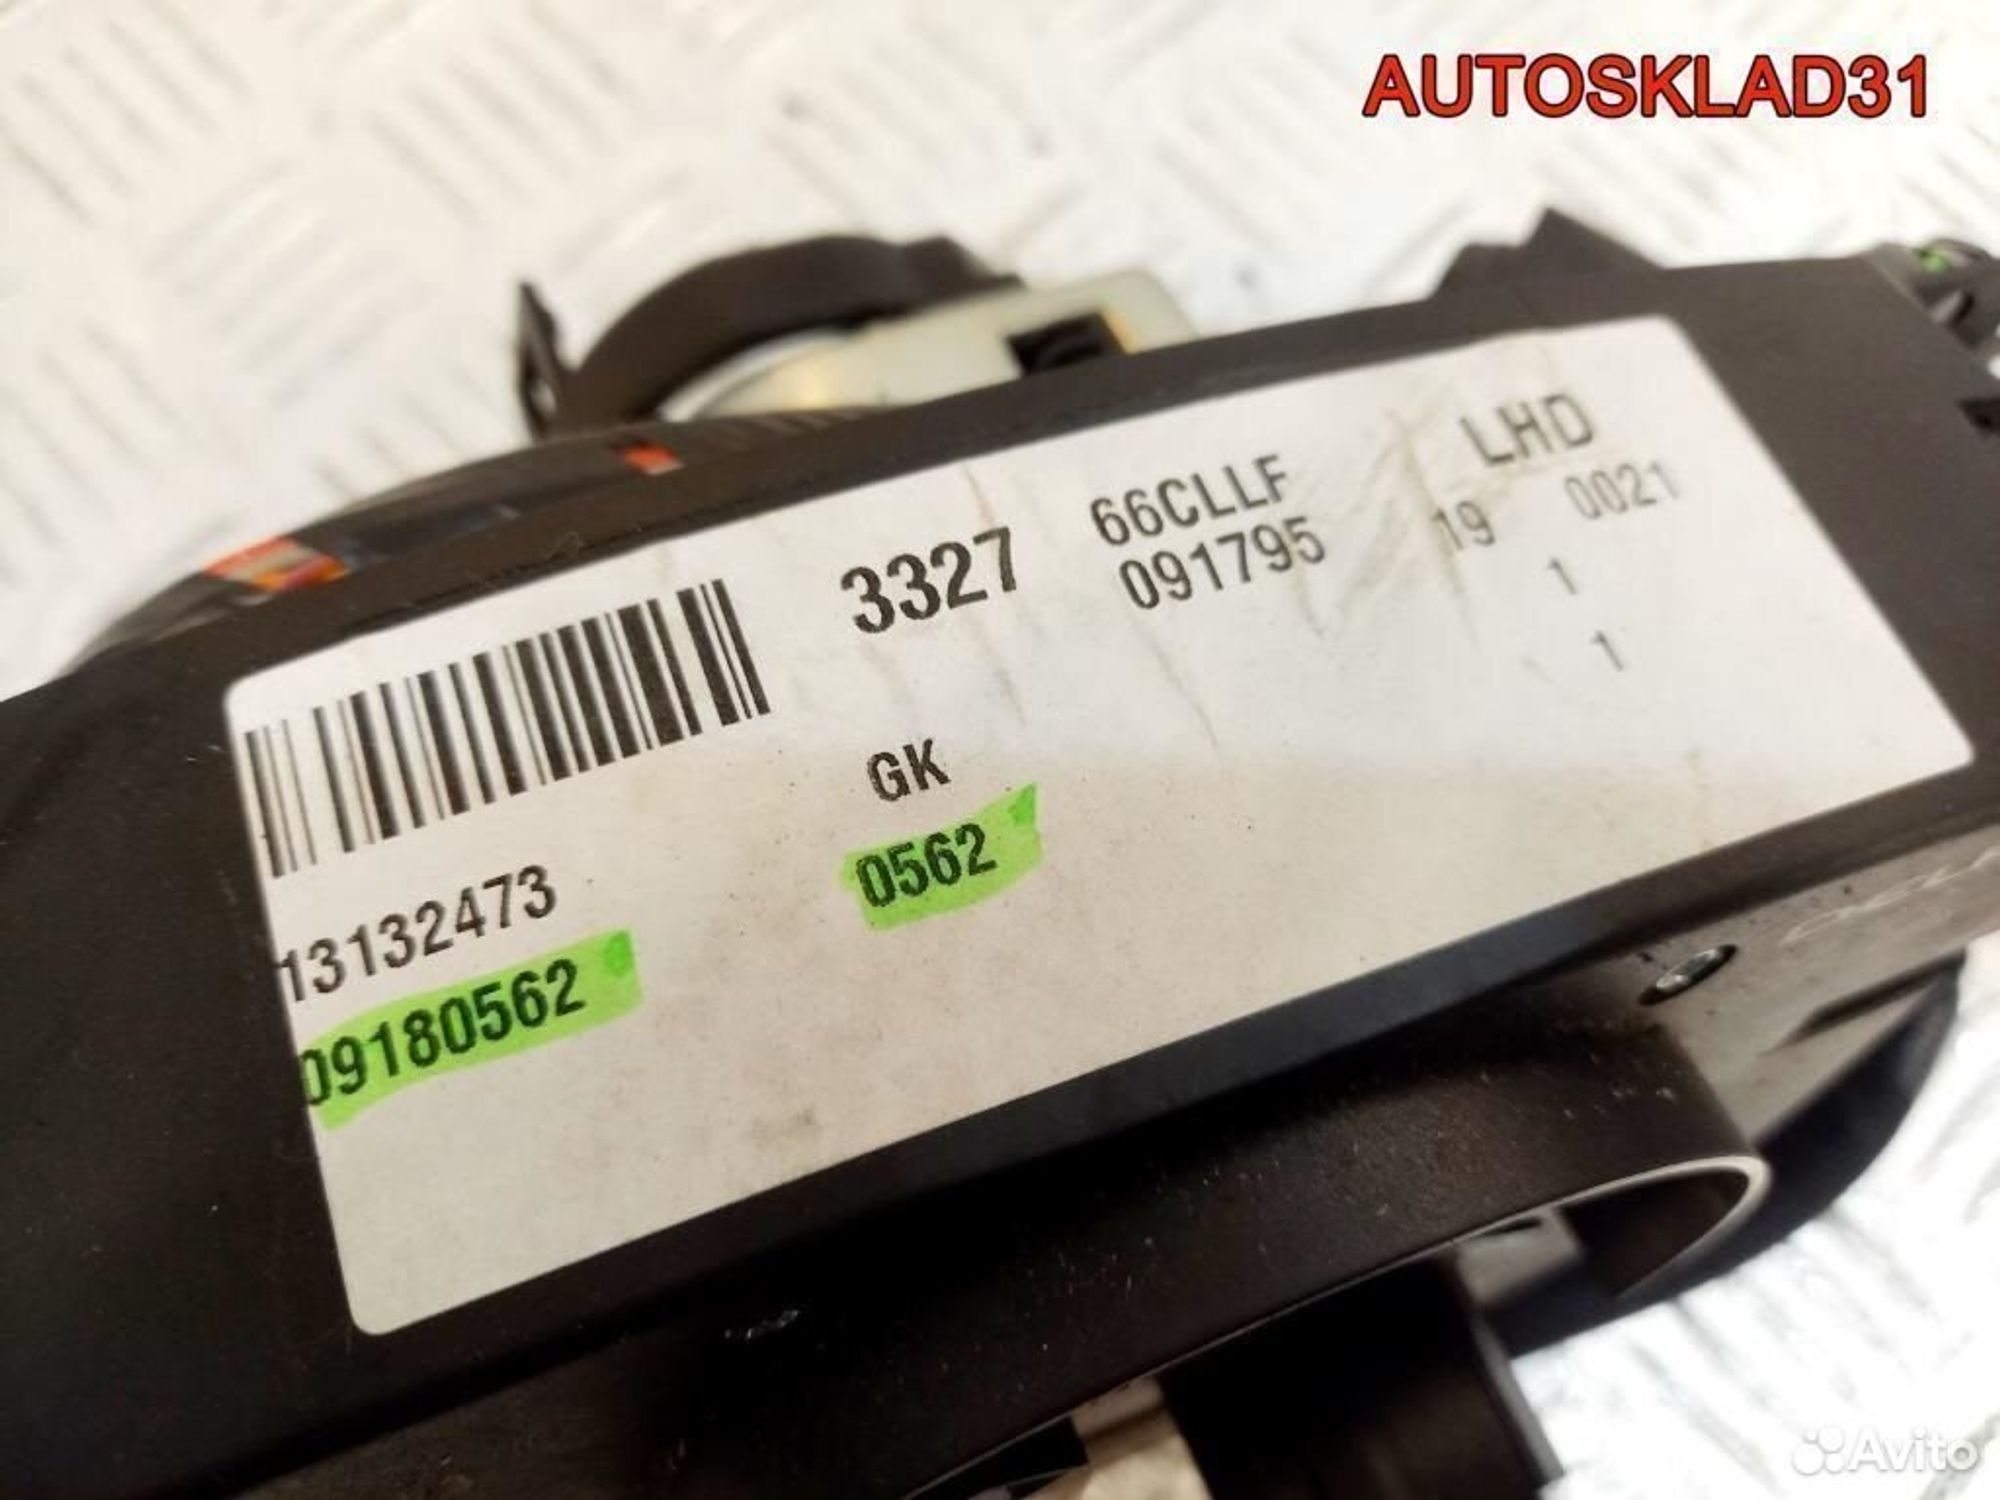 AUTOSKLAD31
3327 66CLLF LHD
091795 19 0021
1
1
GK
13132473 0562
09180562
Avito